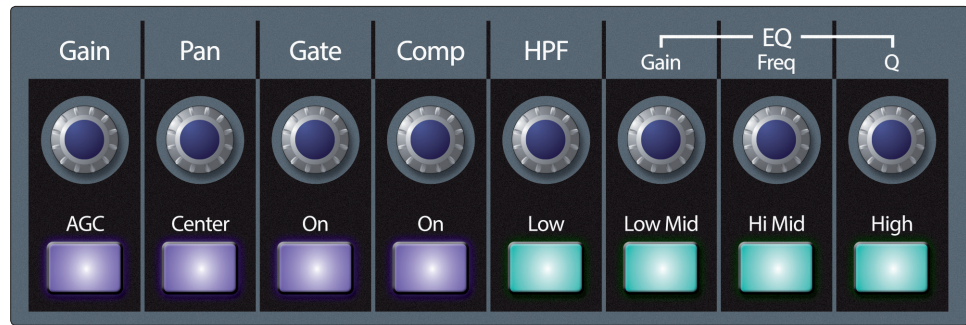 Gain Pan Gate Comp HPF EQ
Gain Freq Q
AGC Center On On Low Low Mid Hi Mid High